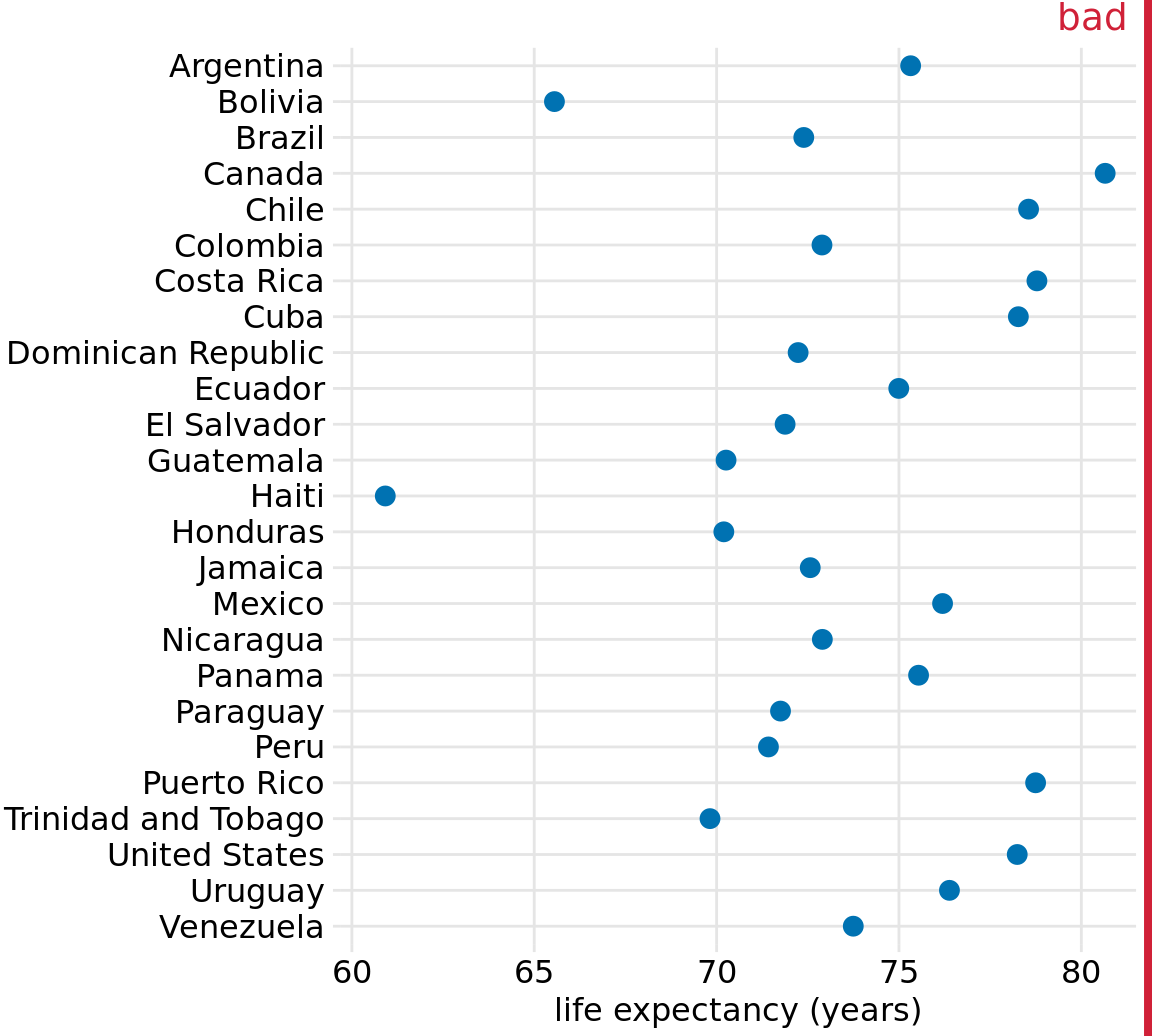 bad
Argentina
Bolivia
Brazil
Canada
Chile
Colombia
Costa Rica
Cuba
Dominican Republic
Ecuador
El Salvador
Guatemala
Haiti
Honduras
Jamaica
Mexico
Nicaragua
Panama
Paraguay
Peru
Puerto Rico
Trinidad and Tobago
United States
Uruguay
Venezuela
60 65 70 75 80
life expectancy (years)